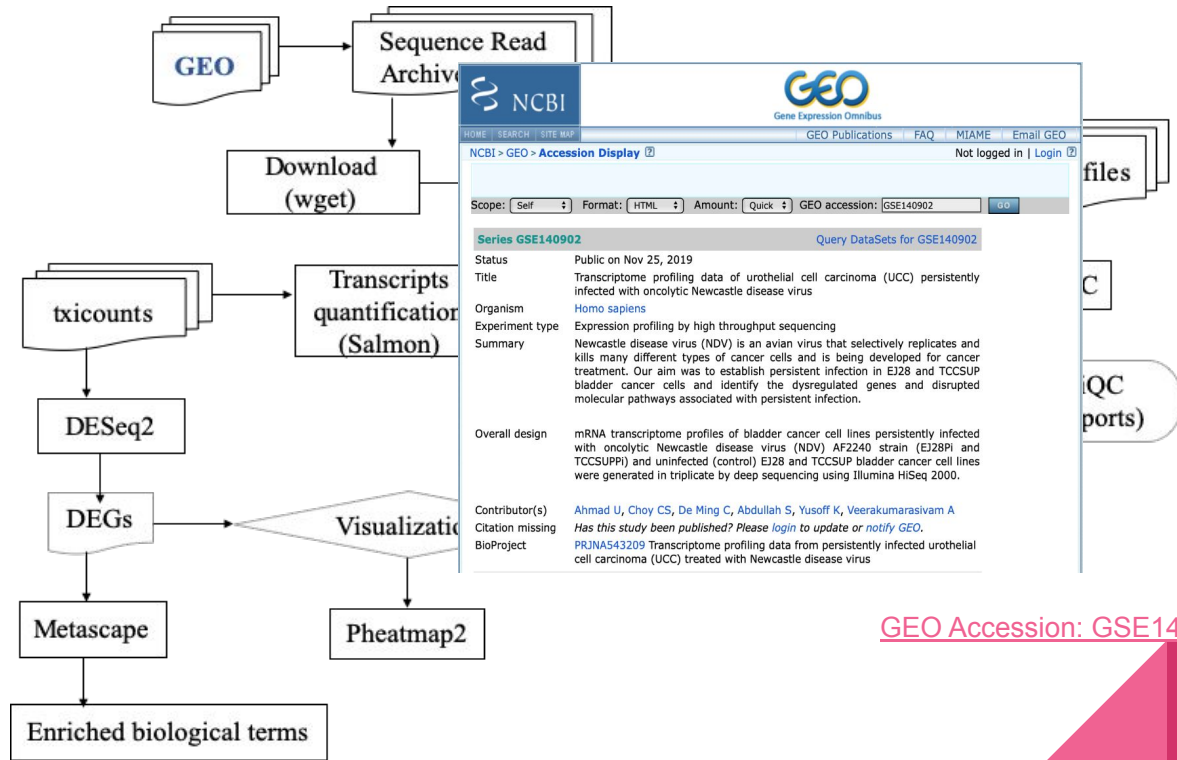 GEO
Sequence Read
Archive
Download
(wget)
files
txicounts
Transcripts
quantification
(Salmon)
C
DESeq2
iQC
ports)
DEGs
Visualizatio
Metascape
Pheatmap2
Enriched biological terms
NCBI
GEO
Gene Expression Omnibus
HOME | SEARCH | SITE MAP
GEO Publications | FAQ | MIAME | Email GEO
NCBI > GEO > Accession Display ?
Not logged in | Login ?
Scope: Self Format: HTML Amount: Quick GEO accession: GSE140902 GO
Series GSE140902 Query DataSets for GSE140902
Status Public on Nov 25, 2019
Title Transcriptome profiling data of urothelial cell carcinoma (UCC) persistently
infected with oncolytic Newcastle disease virus
Organism Homo sapiens
Experiment type Expression profiling by high throughput sequencing
Summary Newcastle disease virus (NDV) is an avian virus that selectively replicates and
kills many different types of cancer cells and is being developed for cancer
treatment. Our aim was to establish persistent infection in EJ28 and TCCSUP
bladder cancer cells and identify the dysregulated genes and disrupted
molecular pathways associated with persistent infection.
Overall design mRNA transcriptome profiles of bladder cancer cell lines persistently infected
with oncolytic Newcastle disease virus (NDV) AF2240 strain (EJ28Pi and
TCCSUPPi) and uninfected (control) EJ28 and TCCSUP bladder cancer cell lines
were generated in triplicate by deep sequencing using Illumina HiSeq 2000.
Contributor(s) Ahmad U, Choy CS, De Ming C, Abdullah S, Yusoff K, Veerakumarasivam A
Citation missing Has this study been published? Please login to update or notify GEO.
BioProject PRJNA543209 Transcriptome profiling data from persistently infected urothelial
cell carcinoma (UCC) treated with Newcastle disease virus
GEO Accession: GSE14